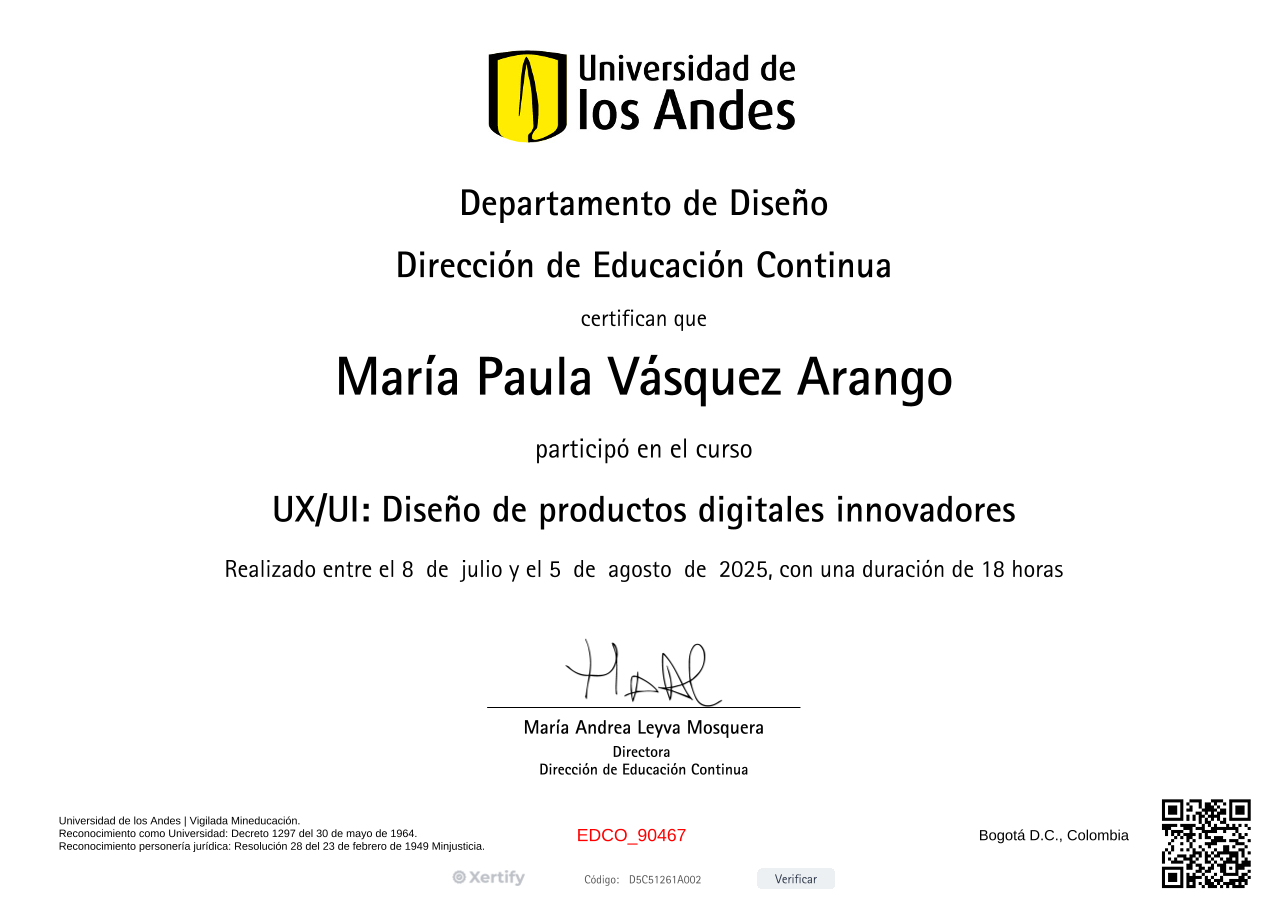 Universidad de
los Andes
Departamento de Diseño
Dirección de Educación Continua
certifican que
María Paula Vásquez Arango
participó en el curso
UX/UI: Diseño de productos digitales innovadores
Realizado entre el 8 de julio y el 5 de agosto de 2025, con una duración de 18 horas
María Andrea Leyva Mosquera
Directora
Dirección de Educación Continua
Universidad de los Andes | Vigilada Mineducación.
Reconocimiento como Universidad: Decreto 1297 del 30 de mayo de 1964.
Reconocimiento personería jurídica: Resolución 28 del 23 de febrero de 1949 Minjusticia.
EDCO_90467
Bogotá D.C., Colombia
Xertify
Código: D5C51261A002
Verificar